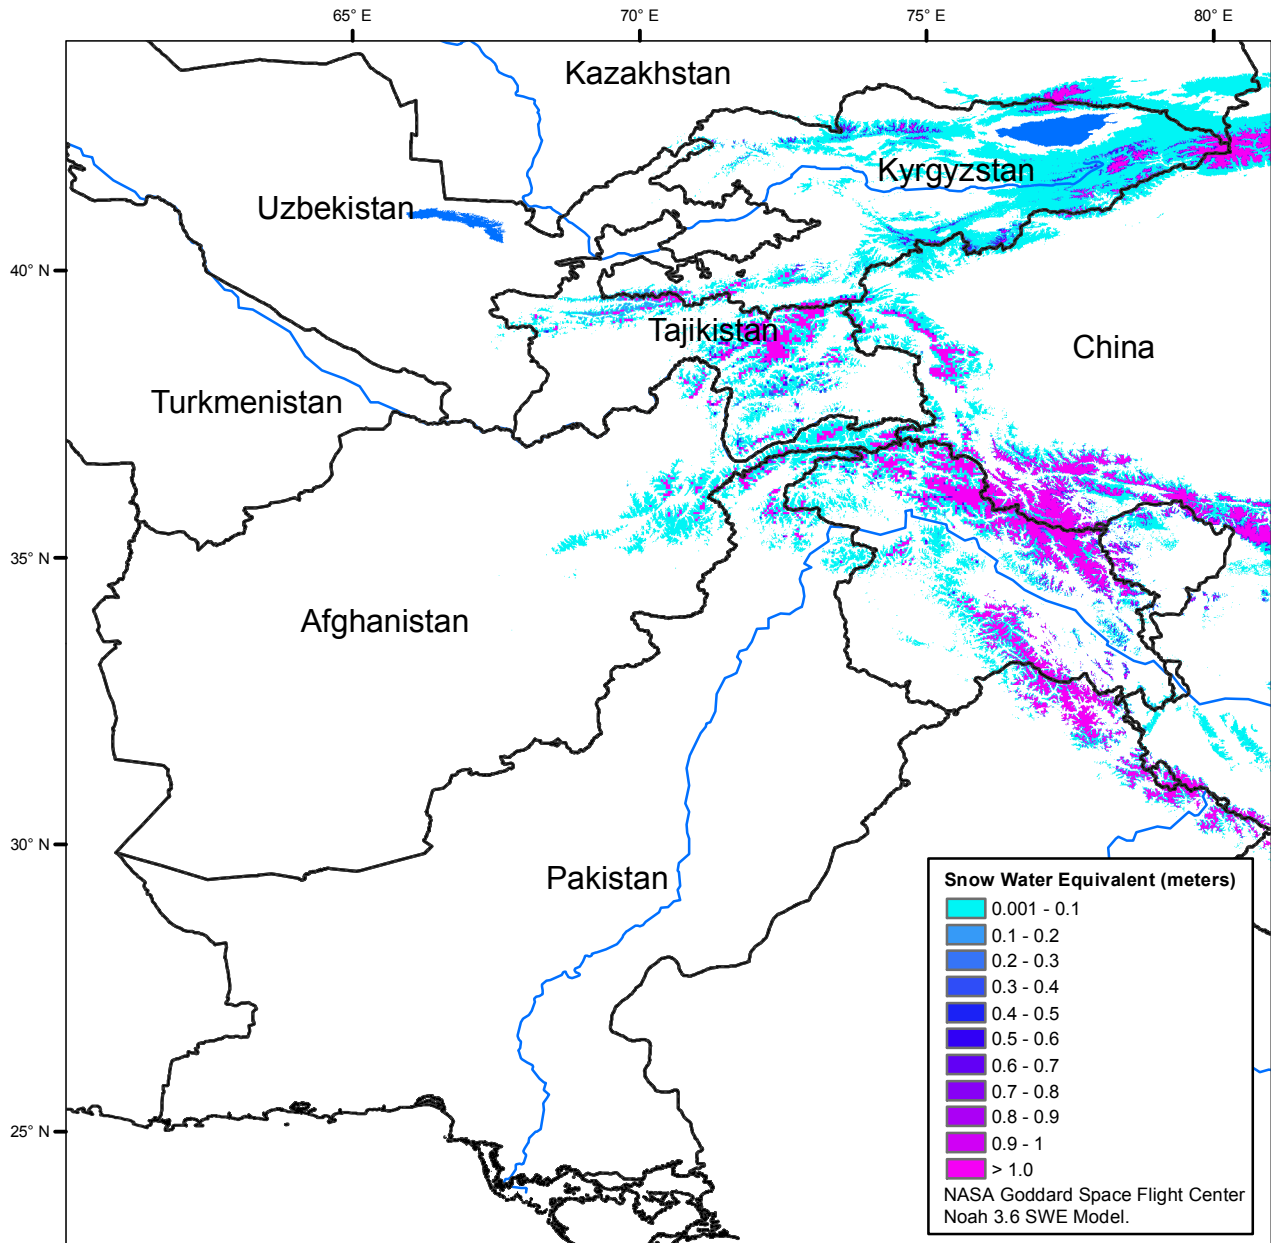 65° E
70° E
75° E
80° E
Kazakhstan
Kyrgyzstan
Uzbekistan
40° N
Tajikistan
China
Turkmenistan
35° N
Afghanistan
30° N
Pakistan
25° N
Snow Water Equivalent (meters)
0.001 - 0.1
0.1 - 0.2
0.2 - 0.3
0.3 - 0.4
0.4 - 0.5
0.5 - 0.6
0.6 - 0.7
0.7 - 0.8
0.8 - 0.9
0.9 - 1
> 1.0
NASA Goddard Space Flight Center
Noah 3.6 SWE Model.